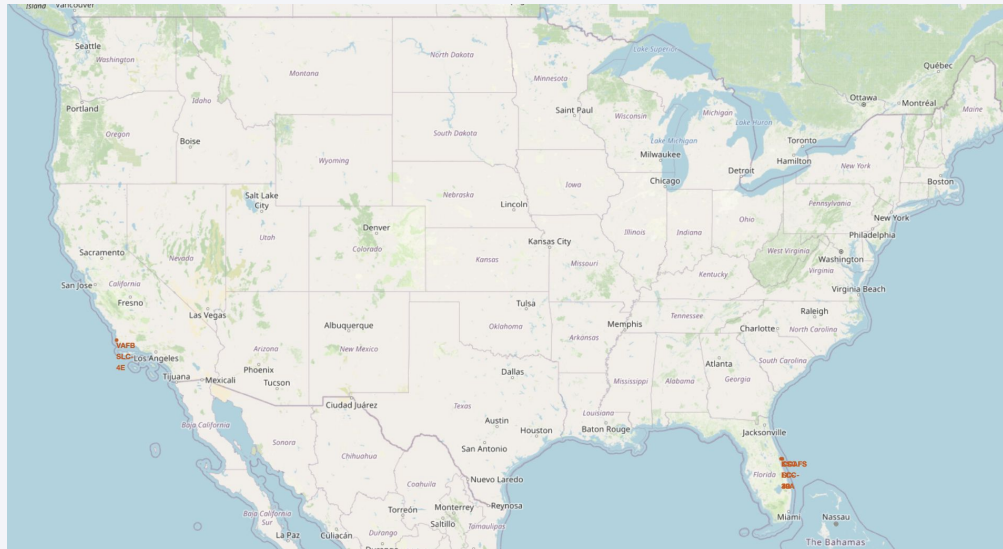 Vancouver
Island
Seattle
Washington
Portland
Oregon
Idaho
Boise
Montana
North Dakota
South Dakota
Wyoming
Nebraska
Lincoln
Minnesota
Saint Paul
Wisconsin
Lake Superior
Michigan
Lake Huron
Lake Michigan
Milwaukee
Chicago
Detroit
Iowa
Ottawa
Québec
Montréal
Maine
Toronto
Hamilton
New York
Boston
New York
Pennsylvania
Philadelphia
Washington
Ohio
Indiana
Illinois
West Virginia
Virginia
Virginia Beach
Kentucky
Salt Lake
City
Utah
Nevada
Denver
Colorado
Kansas
Kansas City
Missouri
Sacramento
San Jose
California
Fresno
Las Vegas
VAFB
SLC-
4E
Los Angeles
Tijuana
Mexicali
Arizona
Phoenix
Tucson
Albuquerque
New Mexico
Tulsa
Oklahoma
Arkansas
Memphis
Tennessee
Raleigh
North Carolina
Charlotte
South Carolina
Atlanta
Georgia
Alabama
Mississippi
Louisiana
Baton Rouge
Dallas
Texas
Austin
Houston
San Antonio
Ciudad Juárez
Baja California
Sonora
Chihuahua
Coahuila
Nuevo Laredo
Reynosa
Monterrey
Torreón
Saltillo
Tamaulipas
Durango
Culiacán
Baja California
Sur
La Paz
Jacksonville
Florida
Miami
Nassau
The Bahamas